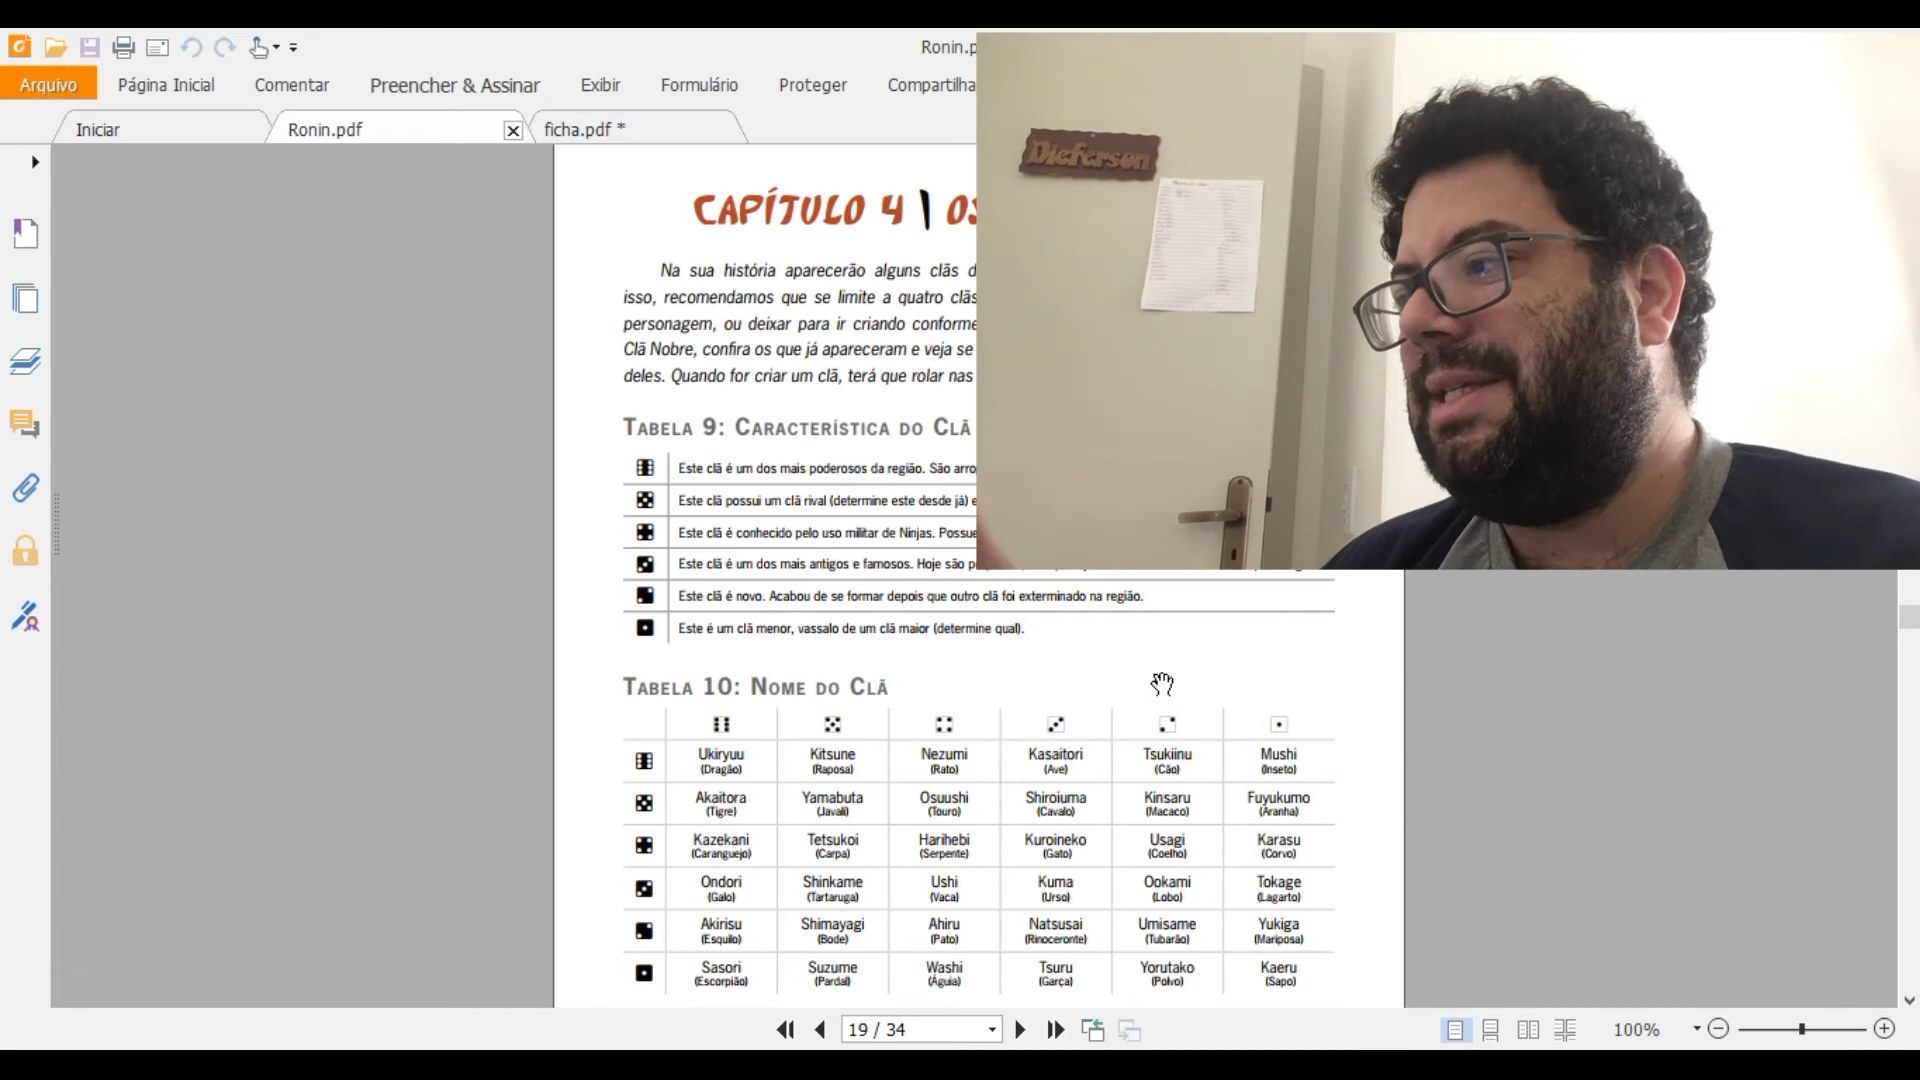 Ronin.p
Arquivo
Página Inicial
Comentar
Preencher & Assinar
Exibir
Formulário
Proteger
Compartilha
Iniciar
Ronin.pdf
ficha.pdf *
Dieferson
CAPÍTULO 4 | OS
Na sua história aparecerão alguns clãs d
isso, recomendamos que se limite a quatro clãs
personagem, ou deixar para ir criando conforme
Clã Nobre, confira os que já apareceram e veja se
deles. Quando for criar um clã, terá que rolar nas
TABELA 9: CARACTERÍSTICA DO CLÃ
Este clã é um dos mais poderosos da região. São arro
Este clã possui um clã rival (determine este desde já) e
Este clã é conhecido pelo uso militar de Ninjas. Possue
Este clã é um dos mais antigos e famosos. Hoje são
Este clã é novo. Acabou de se formar depois que outro clã foi exterminado na região.
Este é um clã menor, vassalo de um clã maior (determine qual).
TABELA 10: NOME DO CLÃ
Ukiryuu Kitsune Nezumi Kasaitori Tsukiinu Mushi
(Dragão) (Raposa) (Rato) (Ave) (Cão) (Inseto)
Akaitora Yamabuta Osuushi Shiroiuma Kinsaru Fuyukumo
(Tigre) (Javali) (Touro) (Cavalo) (Macaco) (Aranha)
Kazekani Tetsukoi Harihebi Kuroineko Usagi Karasu
(Caranguejo) (Carpa) (Serpente) (Gato) (Coelho) (Corvo)
Ondori Shinkame Ushi Kuma Ookami Tokage
(Galo) (Tartaruga) (Vaca) (Urso) (Lobo) (Lagarto)
Akirisu Shimayagi Ahiru Natsusai Umisame Yukiga
(Esquilo) (Bode) (Pato) (Rinoceronte) (Tubarão) (Mariposa)
Sasori Suzume Washi Tsuru Yorutako Kaeru
(Escorpião) (Pardal) (Águia) (Garça) (Polvo) (Sapo)
19 / 34
100%